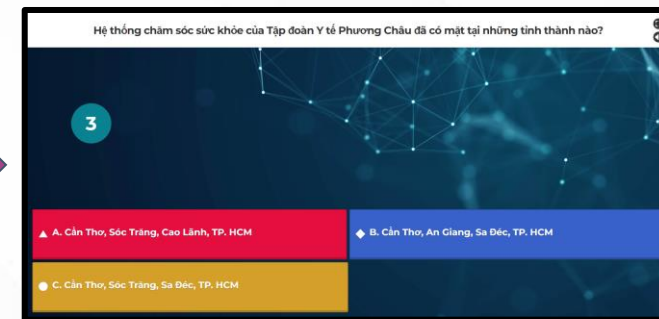 Hệ thống chăm sóc sức khỏe của Tập đoàn Y tế Phương Châu đã có mặt tại những tỉnh thành nào?
3
A. Cần Thơ, Sóc Trăng, Cao Lãnh, TP. HCM
B. Cần Thơ, An Giang, Sa Đéc, TP. HCM
C. Cần Thơ, Sóc Trăng, Sa Đéc, TP. HCM